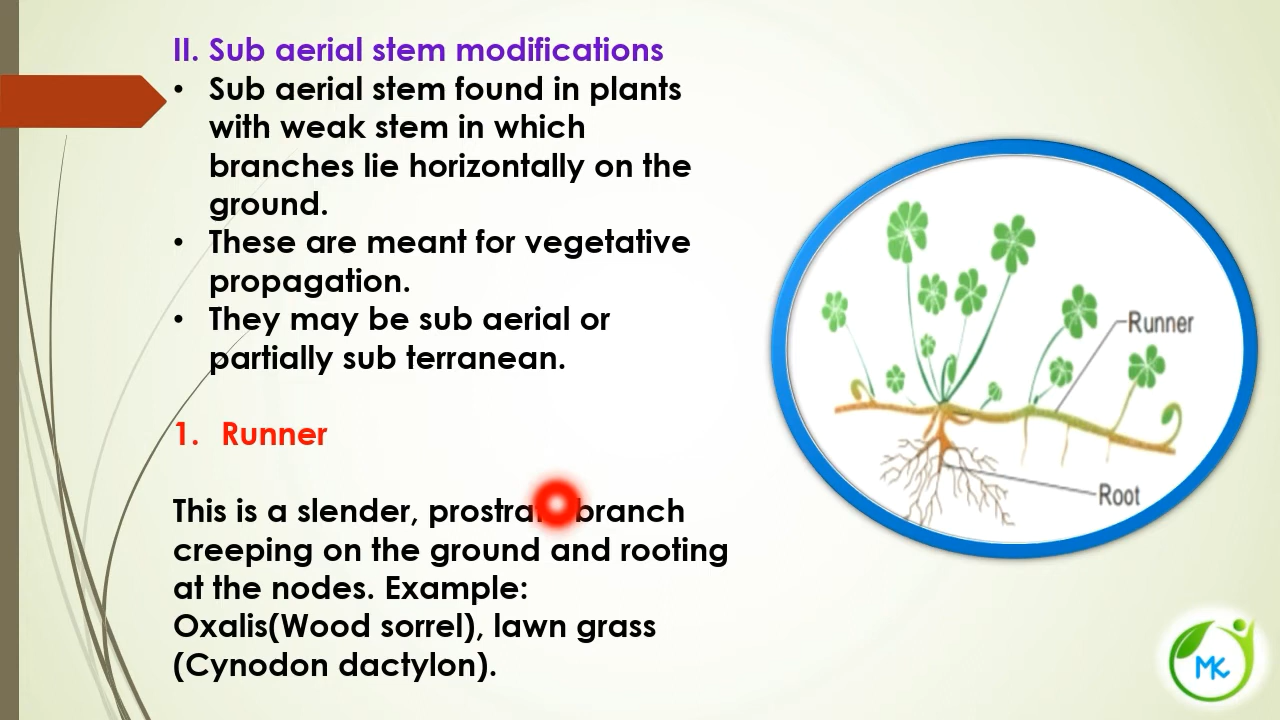 II. Sub aerial stem modifications
• Sub aerial stem found in plants
with weak stem in which
branches lie horizontally on the
ground.
• These are meant for vegetative
propagation.
• They may be sub aerial or
partially sub terranean.
1. Runner
This is a slender, prostra branch
creeping on the ground and rooting
at the nodes. Example:
Oxalis(Wood sorrel), lawn grass
(Cynodon dactylon).
Runner
Root
MK